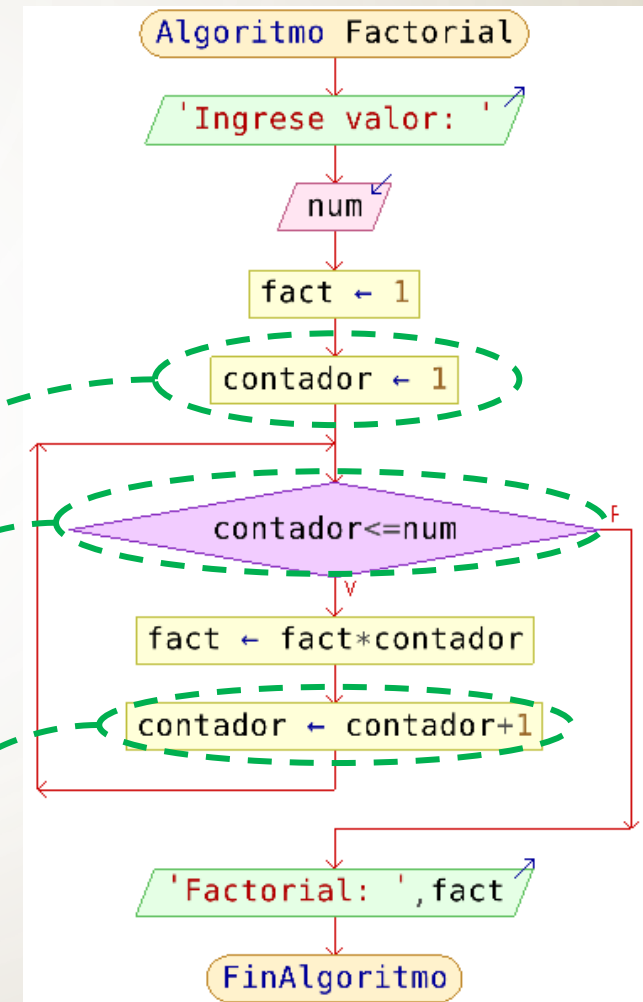 Algoritmo Factorial
'Ingrese valor: '
num
fact ← 1
contador ← 1
contador<=num
F
V
fact ← fact*contador
contador ← contador+1
'Factorial: ',fact
FinAlgoritmo